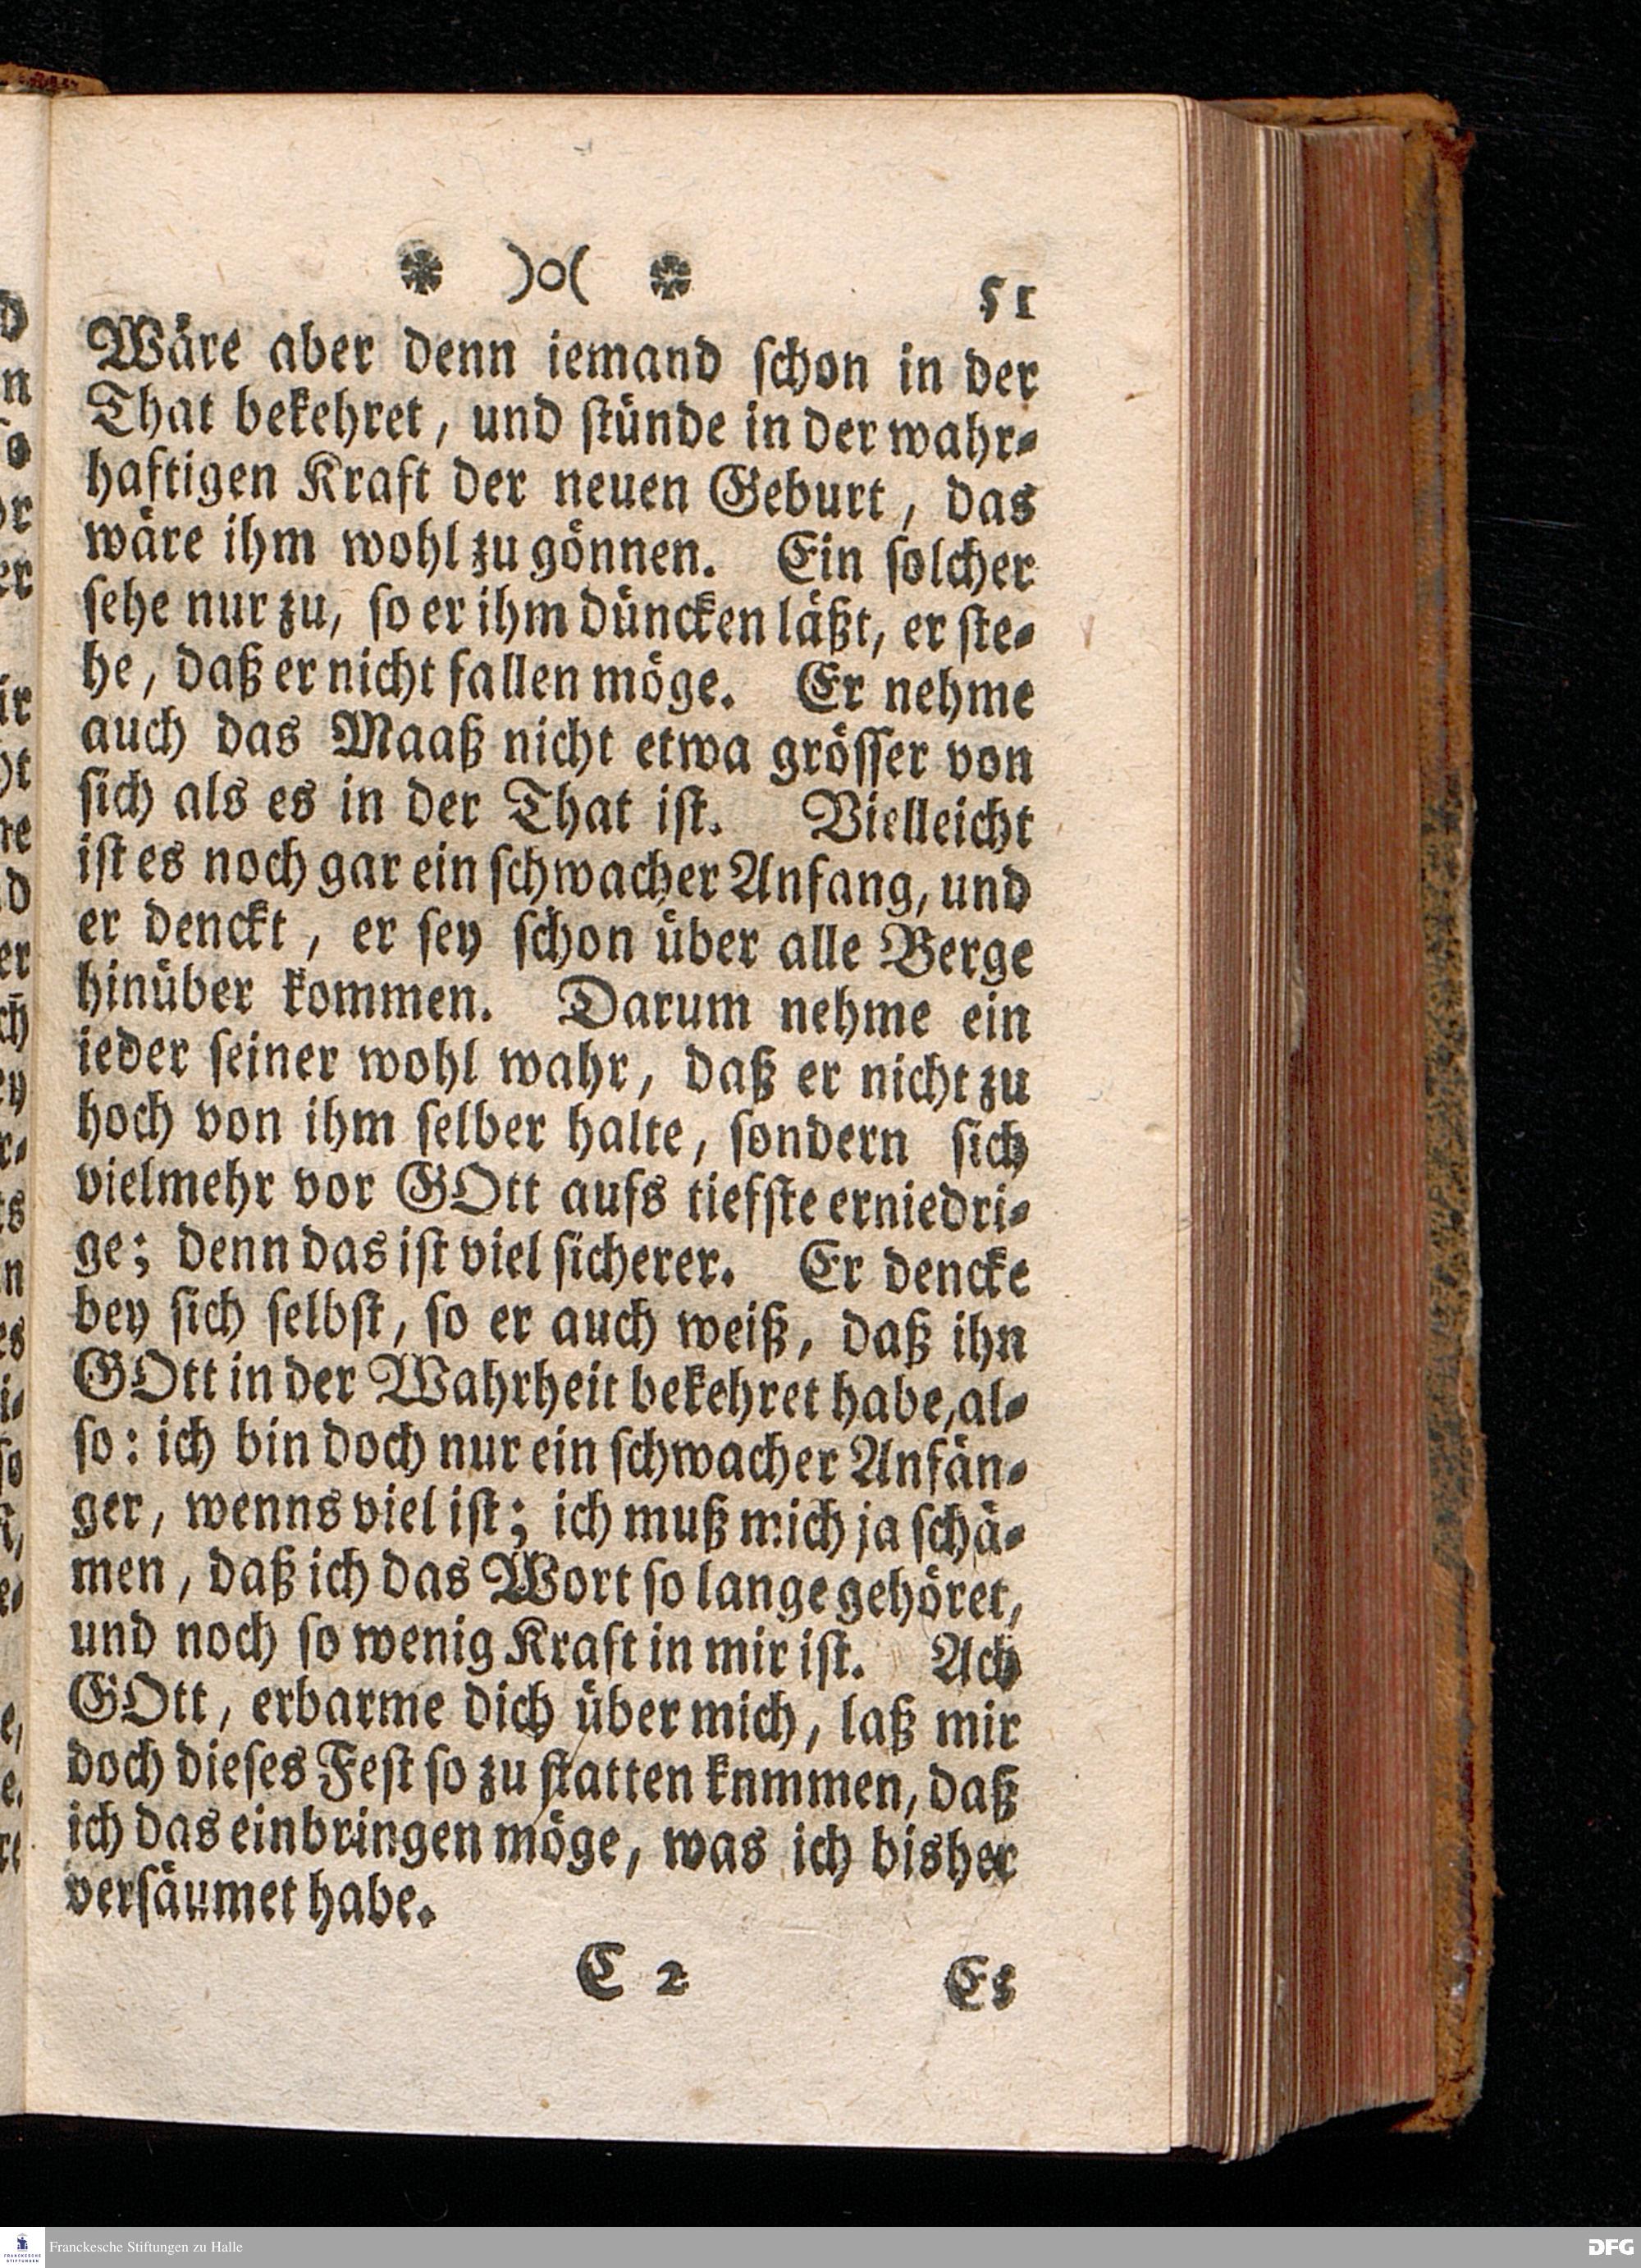 ❋ )o( ❋ 51
Wäre aber denn iemand ſchon in der
That bekehret, und ſtünde in der wahr⸗
haftigen Kraft der neuen Geburt, das
wäre ihm wohl zu gönnen. Ein ſolcher
ſehe nur zu, ſo er ihm düncken läßt, er ſte⸗
he, daß er nicht fallen möge. Er nehme
auch das Maaß nicht etwa gröſſer von
ſich als es in der That iſt. Vielleicht
iſt es noch gar ein ſchwacher Anfang, und
er denckt, er ſey ſchon über alle Berge
hinüber kommen. Darum nehme ein
ieder ſeiner wohl wahr, daß er nicht zu
hoch von ihm ſelber halte, ſondern ſich
vielmehr vor GOtt aufs tiefſte erniedri⸗
ge; denn das iſt viel ſicherer. Er dencke
bey ſich ſelbſt, ſo er auch weiß, daß ihn
GOtt in der Wahrheit bekehret habe, al⸗
ſo: ich bin doch nur ein ſchwacher Anfän⸗
ger, wenns viel iſt; ich muß mich ja ſchä⸗
men, daß ich das Wort ſo lange gehöret,
und noch ſo wenig Kraft in mir iſt. Ach
GOtt, erbarme dich über mich, laß mir
doch dieſes Feſt ſo zu ſtatten knmmen, daß
ich das einbringen möge, was ich bisher
verſäumet habe.
C 2 Es
FRANCKESCHE STIFTUNGEN
Franckesche Stiftungen zu Halle
DFG